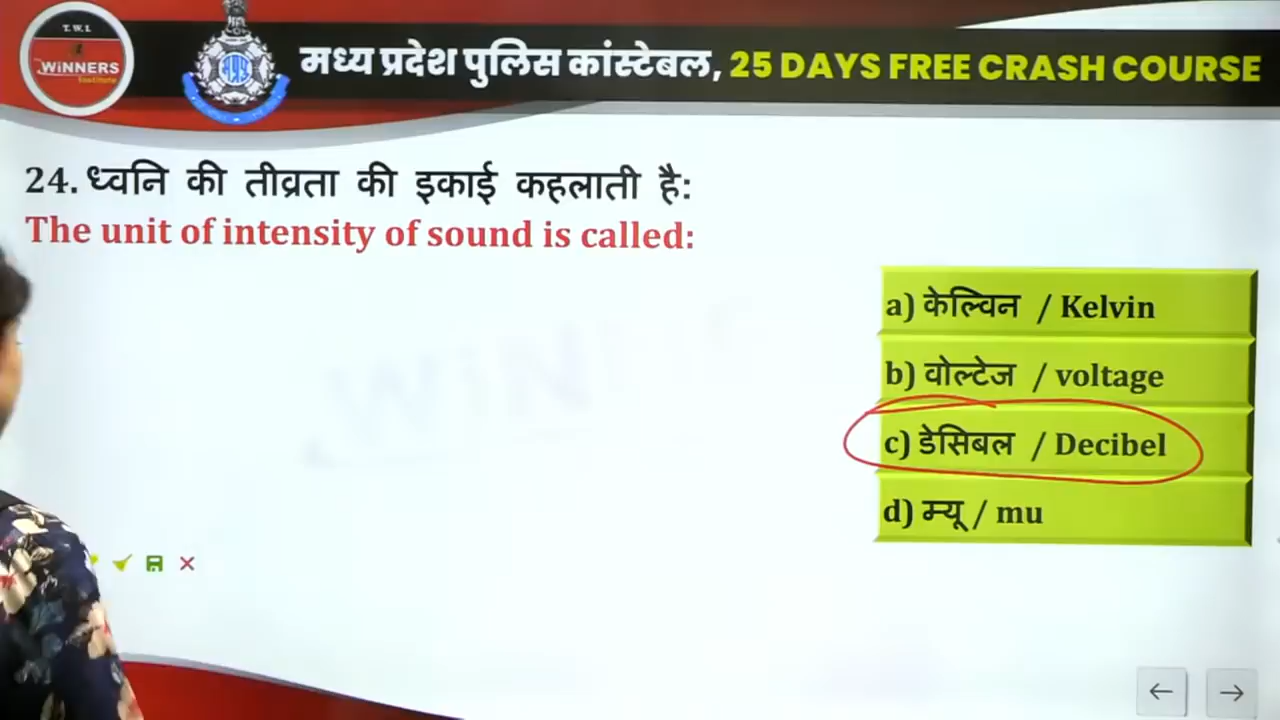 T.W.I.
WiNNERS
Institute
मध्य प्रदेश पुलिस कांस्टेबल, 25 DAYS FREE CRASH COURSE
24. ध्वनि की तीव्रता की इकाई कहलाती है:
The unit of intensity of sound is called:
a) केल्विन / Kelvin
b) वोल्टेज / voltage
c) डेसिबल / Decibel
d) म्यू / mu